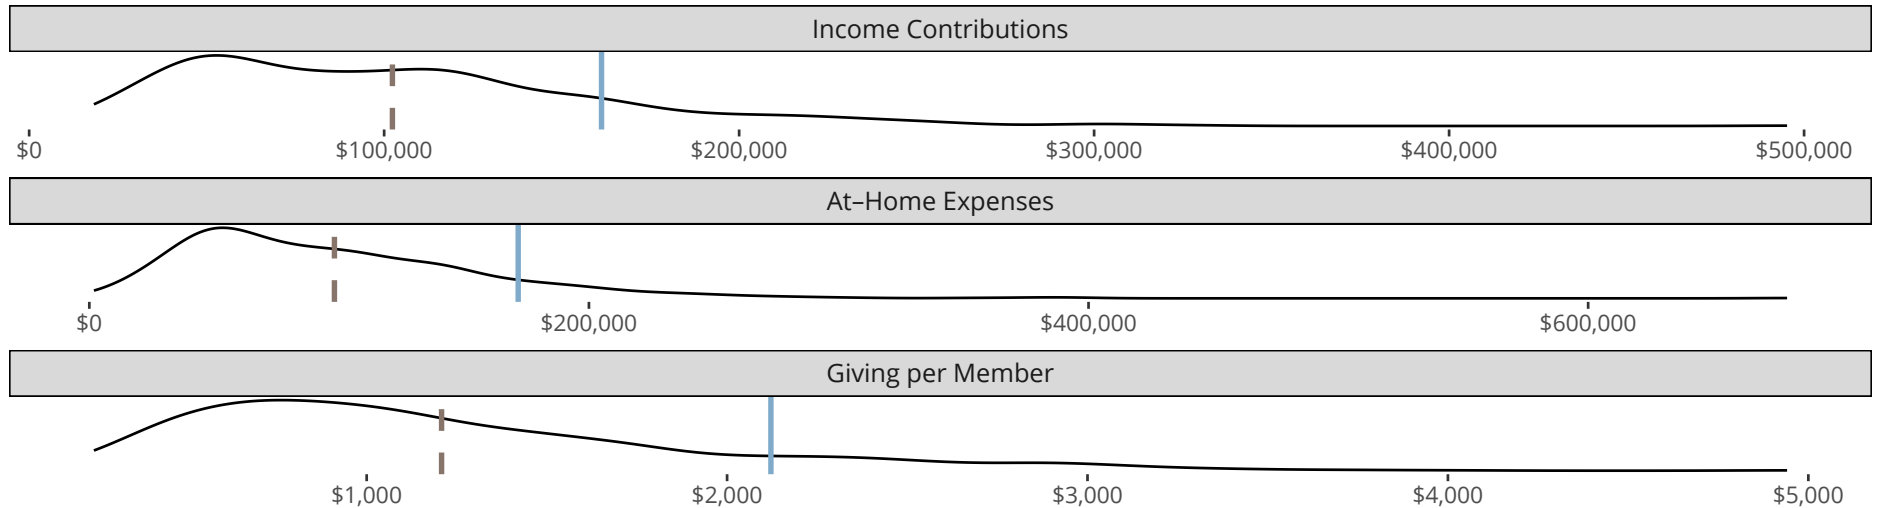 Income Contributions
$0 $100,000 $200,000 $300,000 $400,000 $500,000
At–Home Expenses
$0 $200,000 $400,000 $600,000
Giving per Member
$1,000 $2,000 $3,000 $4,000 $5,000